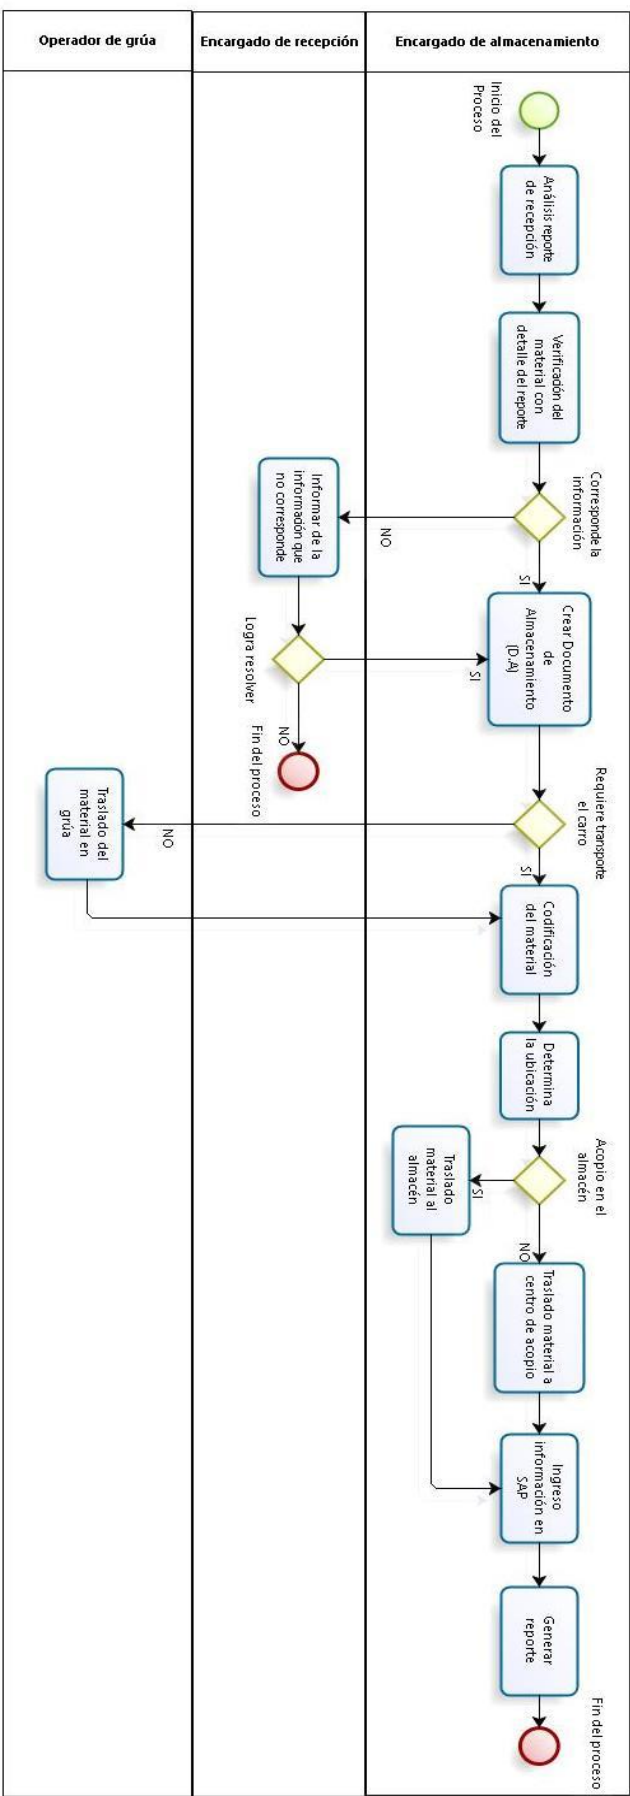 Operador de grúa
Encargado de recepción
Encargado de almacenamiento
Inicio del
Proceso
Análisis reporte
de recepción
Verificación del
material con
detalle del reporte
Corresponde la
información
NO
SI
Informar de la
información que
no corresponde
Logra resolver
SI
NO
Fin del proceso
Crear Documento
de
Almacenamiento
(D.A)
Requiere transporte
el carro
NO
SI
Traslado del
material en
grúa
Codificación
del material
Determina
la ubicación
Acopio en el
almacén
SI
NO
Traslado
material al
almacén
Traslado material a
centro de acopio
Ingreso
información en
SAP
Generar
reporte
Fin del proceso